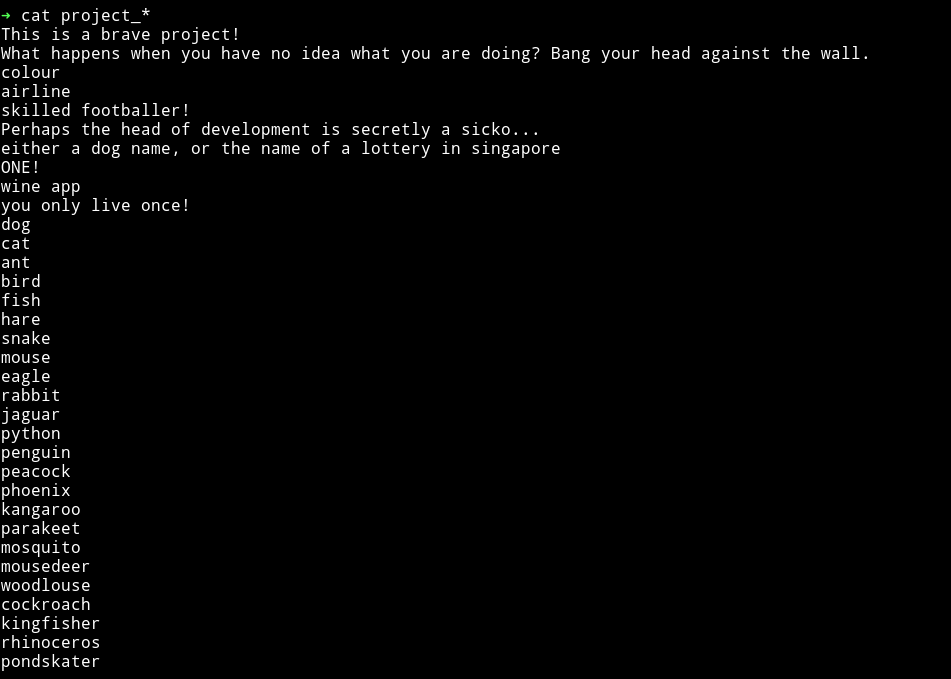 ➜ cat project_*
This is a brave project!
What happens when you have no idea what you are doing? Bang your head against the wall.
colour
airline
skilled footballer!
Perhaps the head of development is secretly a sicko...
either a dog name, or the name of a lottery in singapore
ONE!
wine app
you only live once!
dog
cat
ant
bird
fish
hare
snake
mouse
eagle
rabbit
jaguar
python
penguin
peacock
phoenix
kangaroo
parakeet
mosquito
mousedeer
woodlouse
cockroach
kingfisher
rhinoceros
pondskater